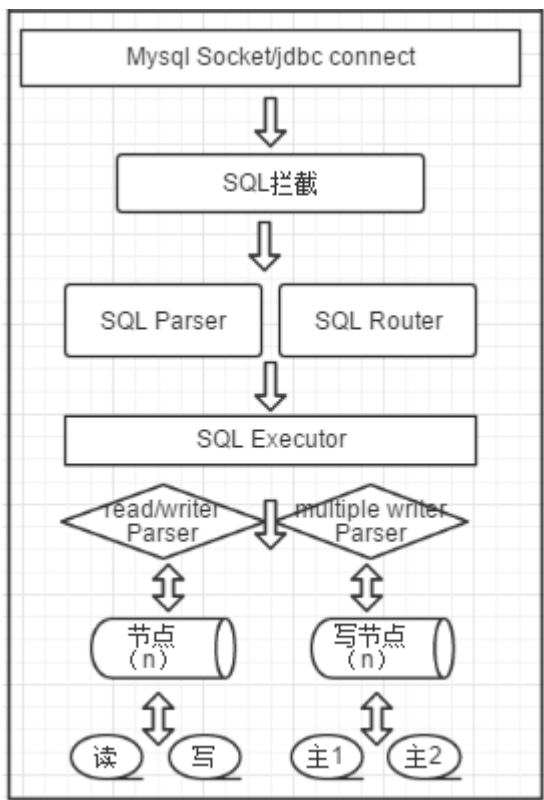 Mysql Socket/jdbc connect
SQL拦截
SQL Parser
SQL Router
SQL Executor
read/writer
Parser
multiple writer
Parser
节点
（n）
写节点
（n）
读
写
主1
主2